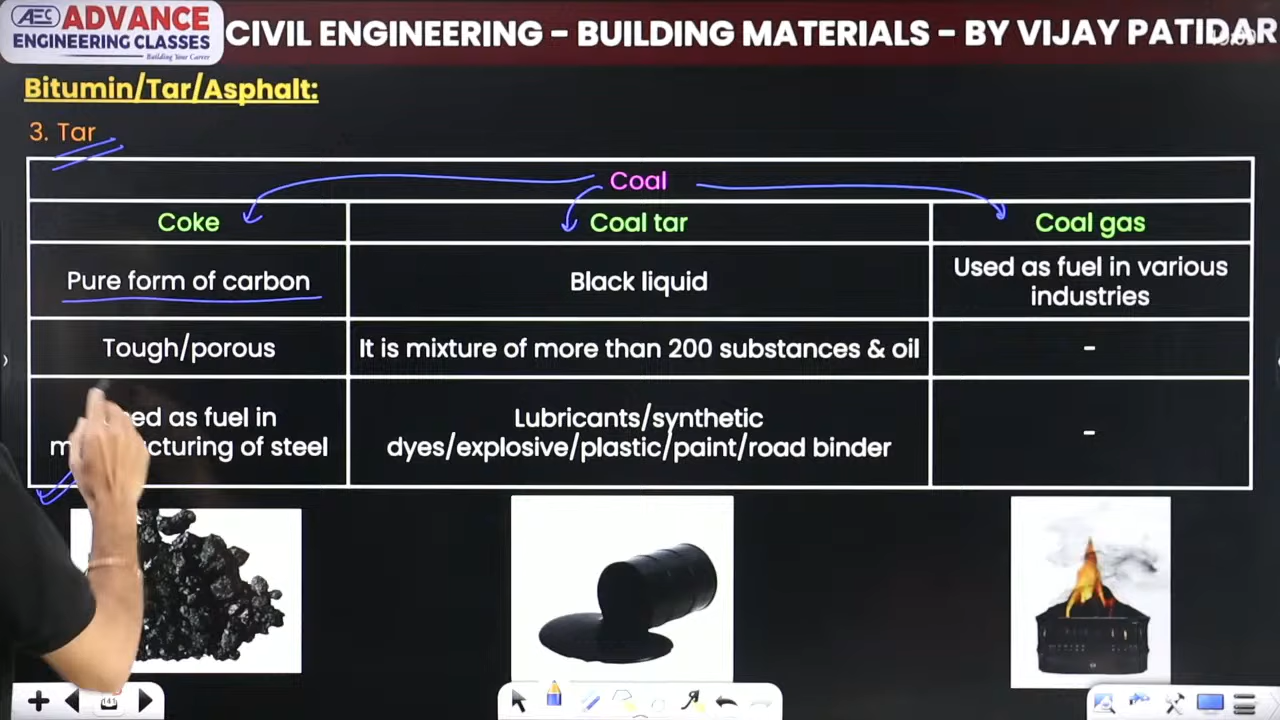 AEC ADVANCE
ENGINEERING CLASSES
Building Your Career
CIVIL ENGINEERING - BUILDING MATERIALS - BY VIJAY PATIDAR
Bitumin/Tar/Asphalt:
3. Tar
Coal
Coke
Coal tar
Coal gas
Pure form of carbon
Black liquid
Used as fuel in various
industries
Tough/porous
It is mixture of more than 200 substances & oil
-
as fuel in
of steel
Lubricants/synthetic
dyes/explosive/plastic/paint/road binder
-
141